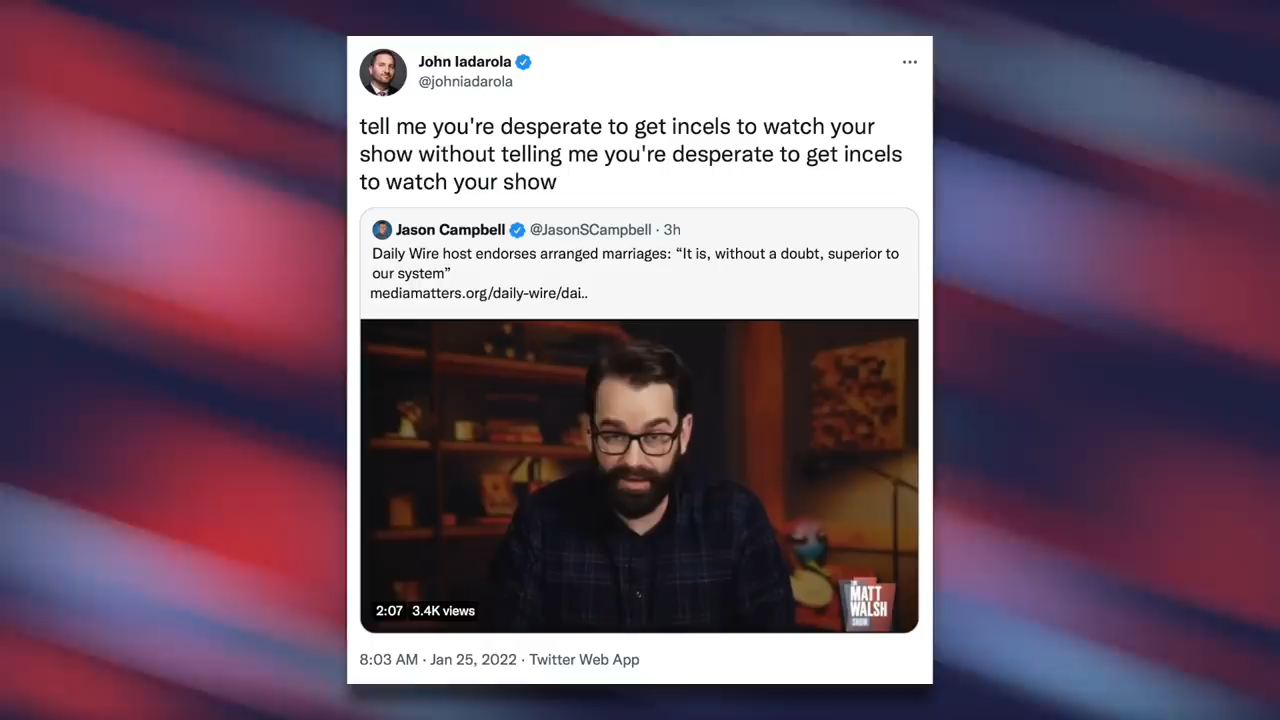 John Iadarola
@johniadarola
tell me you're desperate to get incels to watch your
show without telling me you're desperate to get incels
to watch your show
Jason Campbell @JasonSCampbell · 3h
Daily Wire host endorses arranged marriages: “It is, without a doubt, superior to
our system”
mediamatters.org/daily-wire/dai..
2:07 3.4K views
THE
MATT
WALSH
SHOW
8:03 AM · Jan 25, 2022 · Twitter Web App